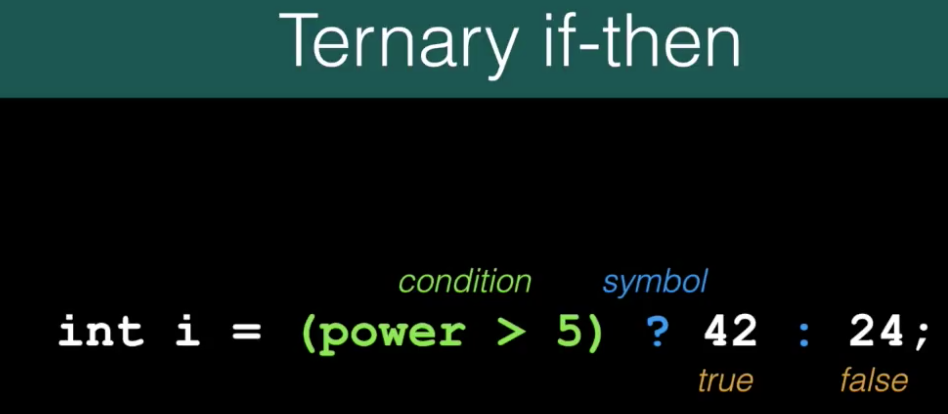 Ternary if-then
condition symbol
int i = (power > 5) ? 42 : 24;
true false